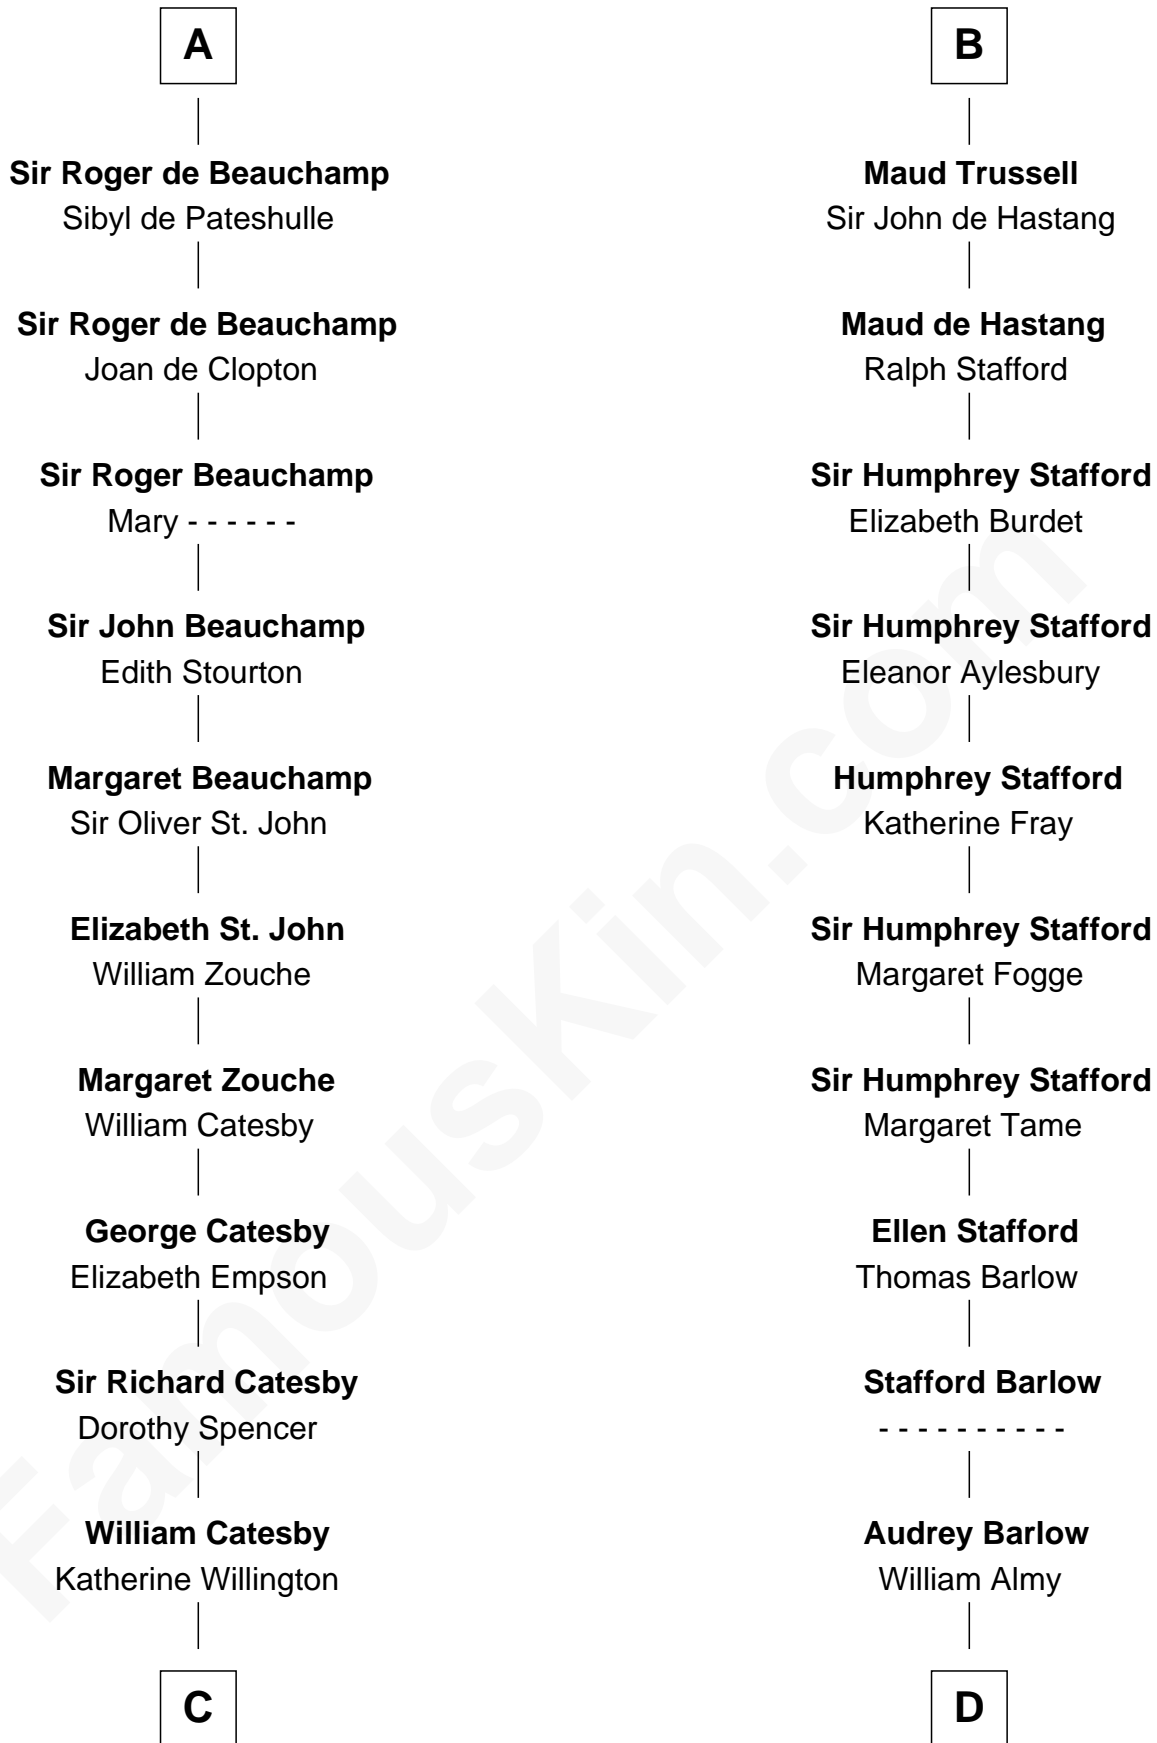 A
Sir Roger de Beauchamp
Sibyl de Pateshulle
Sir Roger de Beauchamp
Joan de Clopton
Sir Roger Beauchamp
Mary - - - - - -
Sir John Beauchamp
Edith Stourton
Margaret Beauchamp
Sir Oliver St. John
Elizabeth St. John
William Zouche
Margaret Zouche
William Catesby
George Catesby
Elizabeth Empson
Sir Richard Catesby
Dorothy Spencer
William Catesby
Katherine Willington
C
B
Maud Trussell
Sir John de Hastang
Maud de Hastang
Ralph Stafford
Sir Humphrey Stafford
Elizabeth Burdet
Sir Humphrey Stafford
Eleanor Aylesbury
Humphrey Stafford
Katherine Fray
Sir Humphrey Stafford
Margaret Fogge
Sir Humphrey Stafford
Margaret Tame
Ellen Stafford
Thomas Barlow
Stafford Barlow
- - - - - - - - - -
Audrey Barlow
William Almy
D
FamousKin.com